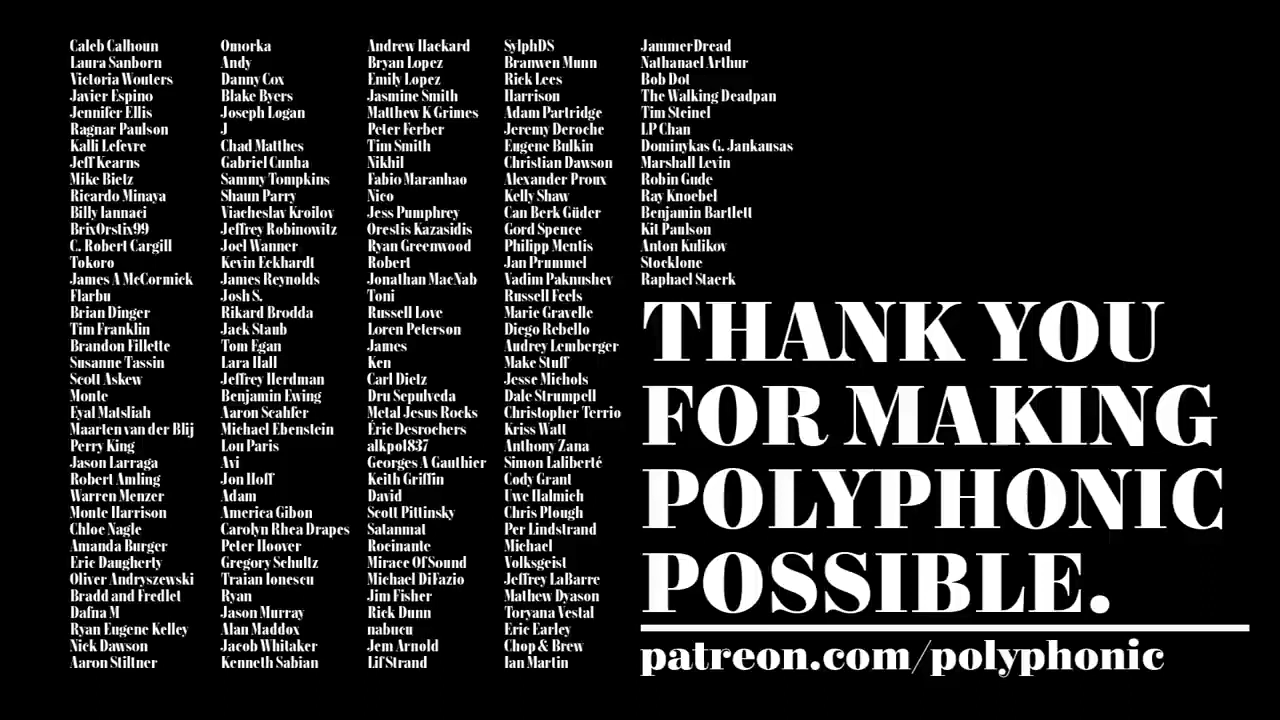 Caleb Calhoun
Laura Sanborn
Victoria Wouters
Javier Espino
Jennifer Ellis
Ragnar Paulson
Kalli Lefevre
Jeff Kearns
Mike Bietz
Ricardo Minaya
Billy Iannaci
BrixOrstix99
C. Robert Cargill
Tokoro
James A McCormick
Flarbu
Brian Dinger
Tim Franklin
Brandon Fillette
Susanne Tassin
Scott Askew
Monte
Eyal Matsliah
Maarten van der Blij
Perry King
Jason Larraga
Robert Amling
Warren Menzer
Monte Harrison
Chloe Nagle
Amanda Burger
Eric Daugherty
Oliver Andryszewski
Bradd and Fredlet
Dafna M
Ryan Eugene Kelley
Nick Dawson
Aaron Stiltner
Omorka
Andy
Danny Cox
Blake Byers
Joseph Logan
J
Chad Matthes
Gabriel Cunha
Sammy Tompkins
Shaun Parry
Viacheslav Kroilov
Jeffrey Robinowitz
Joel Wanner
Kevin Eckhardt
James Reynolds
Josh S.
Rikard Brodda
Jack Staub
Tom Egan
Lara Hall
Jeffrey Herdman
Benjamin Ewing
Aaron Scahfer
Michael Ebenstein
Lou Paris
Avi
Jon Hoff
Adam
America Gibon
Carolyn Rhea Drapes
Peter Hoover
Gregory Schultz
Traian Ionescu
Ryan
Jason Murray
Alan Maddox
Jacob Whitaker
Kenneth Sabian
Andrew Hackard
Bryan Lopez
Emily Lopez
Jasmine Smith
Matthew K Grimes
Peter Ferber
Tim Smith
Nikhil
Fabio Maranhao
Nico
Jess Pumphrey
Orestis Kazasidis
Ryan Greenwood
Robert
Jonathan MacNab
Toni
Russell Love
Loren Peterson
James
Ken
Carl Dietz
Dru Sepulveda
Metal Jesus Rocks
Éric Desrochers
alkpo1837
Georges A Gauthier
Keith Griffin
David
Scott Pittinsky
Satanmat
Rocinante
Mirace Of Sound
Michael DiFazio
Jim Fisher
Rick Dunn
nabucu
Jem Arnold
Lif Strand
SylphDS
Branwen Munn
Rick Lees
Harrison
Adam Partridge
Jeremy Deroche
Eugene Bulkin
Christian Dawson
Alexander Proux
Kelly Shaw
Can Berk Güder
Gord Spence
Philipp Mentis
Jan Prummel
Vadim Paknushev
Russell Feels
Marie Gravelle
Diego Rebello
Audrey Lemberger
Make Stuff
Jesse Michols
Dale Strumpell
Christopher Terrio
Kriss Watt
Anthony Zana
Simon Laliberté
Cody Grant
Uwe Halmich
Chris Plough
Per Lindstrand
Michael
Volksgeist
Jeffrey LaBarre
Mathew Dyason
Toryana Vestal
Eric Earley
Chop & Brew
Ian Martin
JammerDread
Nathanael Arthur
Bob Dot
The Walking Deadpan
Tim Steinel
LP Chan
Dominykas G. Jankausas
Marshall Levin
Robin Gude
Ray Knoebel
Benjamin Bartlett
Kit Paulson
Anton Kulikov
Stocklone
Raphael Staerk
THANK YOU
FOR MAKING
POLYPHONIC
POSSIBLE.
patreon.com/polyphonic